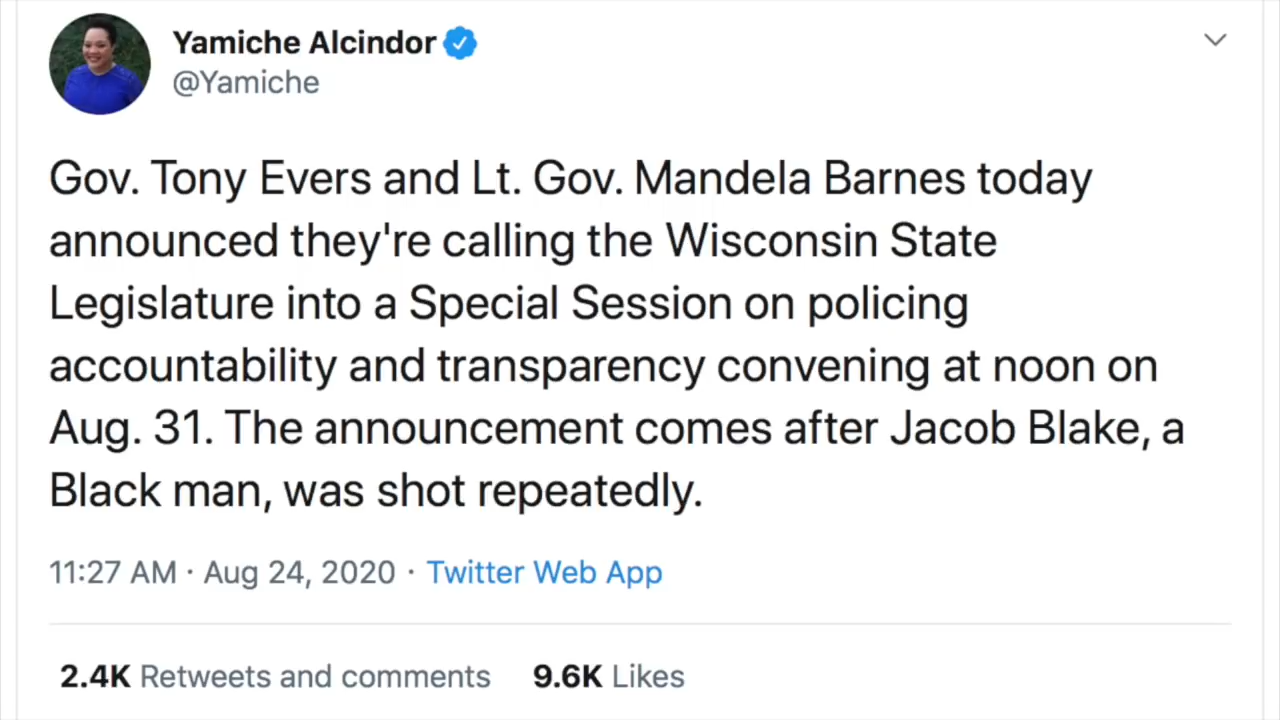 Yamiche Alcindor
@Yamiche
Gov. Tony Evers and Lt. Gov. Mandela Barnes today
announced they're calling the Wisconsin State
Legislature into a Special Session on policing
accountability and transparency convening at noon on
Aug. 31. The announcement comes after Jacob Blake, a
Black man, was shot repeatedly.
11:27 AM · Aug 24, 2020 · Twitter Web App
2.4K Retweets and comments 9.6K Likes